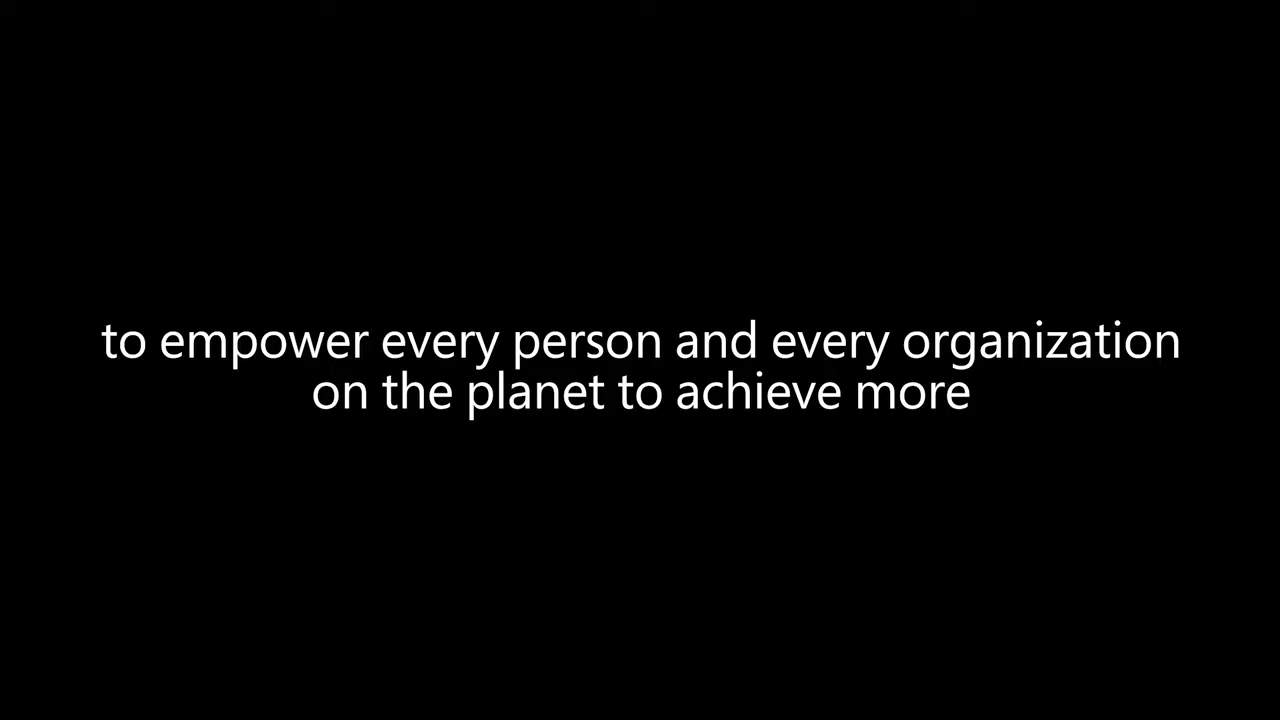 to empower every person and every organization
on the planet to achieve more